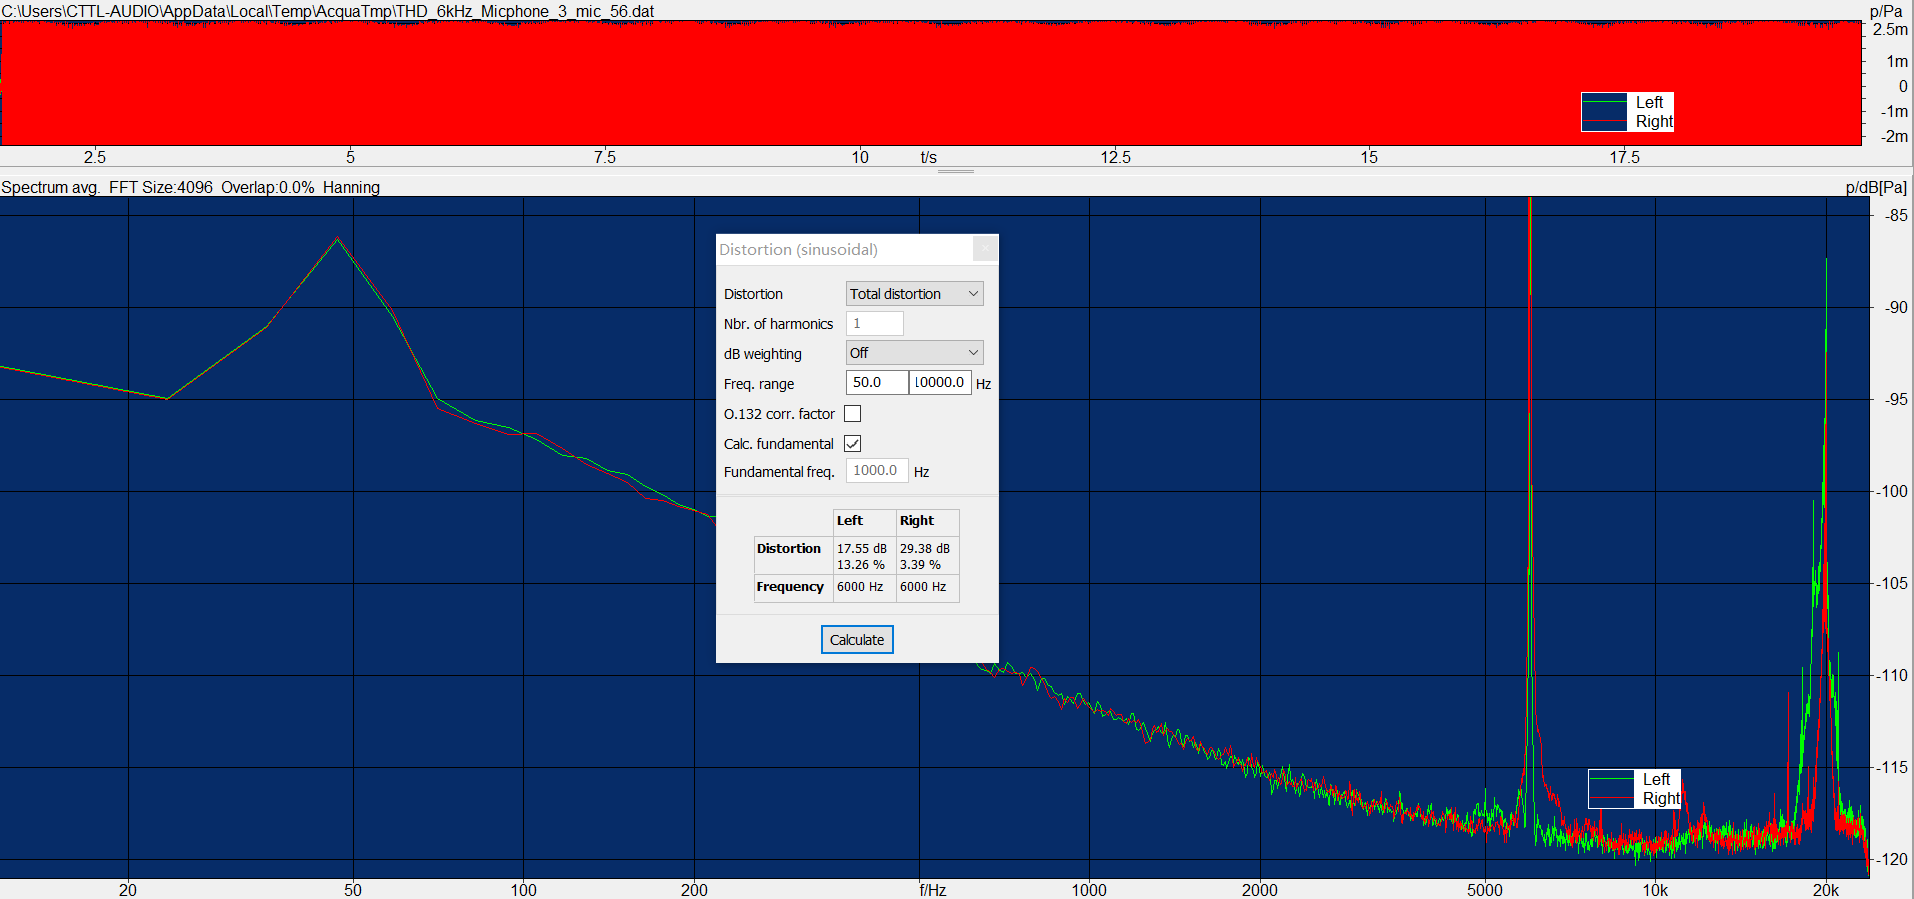 C:\Users\CTTL-AUDIO\AppData\Local\Temp\AcquaTmp\THD_6kHz_Micphone_3_mic_56.dat
p/Pa
2.5m
1m
0
-1m
-2m
Left
Right
2.5 5 7.5 10 t/s 12.5 15 17.5
Spectrum avg. FFT Size:4096 Overlap:0.0% Hanning
p/dB[Pa]
-85
-90
-95
-100
-105
-110
-115
-120
Distortion (sinusoidal)
Distortion Total distortion
Nbr. of harmonics 1
dB weighting Off
Freq. range 50.0 10000.0 Hz
O.132 corr. factor
Calc. fundamental
Fundamental freq. 1000.0 Hz
Left Right
Distortion 17.55 dB 29.38 dB
13.26 % 3.39 %
Frequency 6000 Hz 6000 Hz
Calculate
Left
Right
20 50 100 200 f/Hz 1000 2000 5000 10k 20k